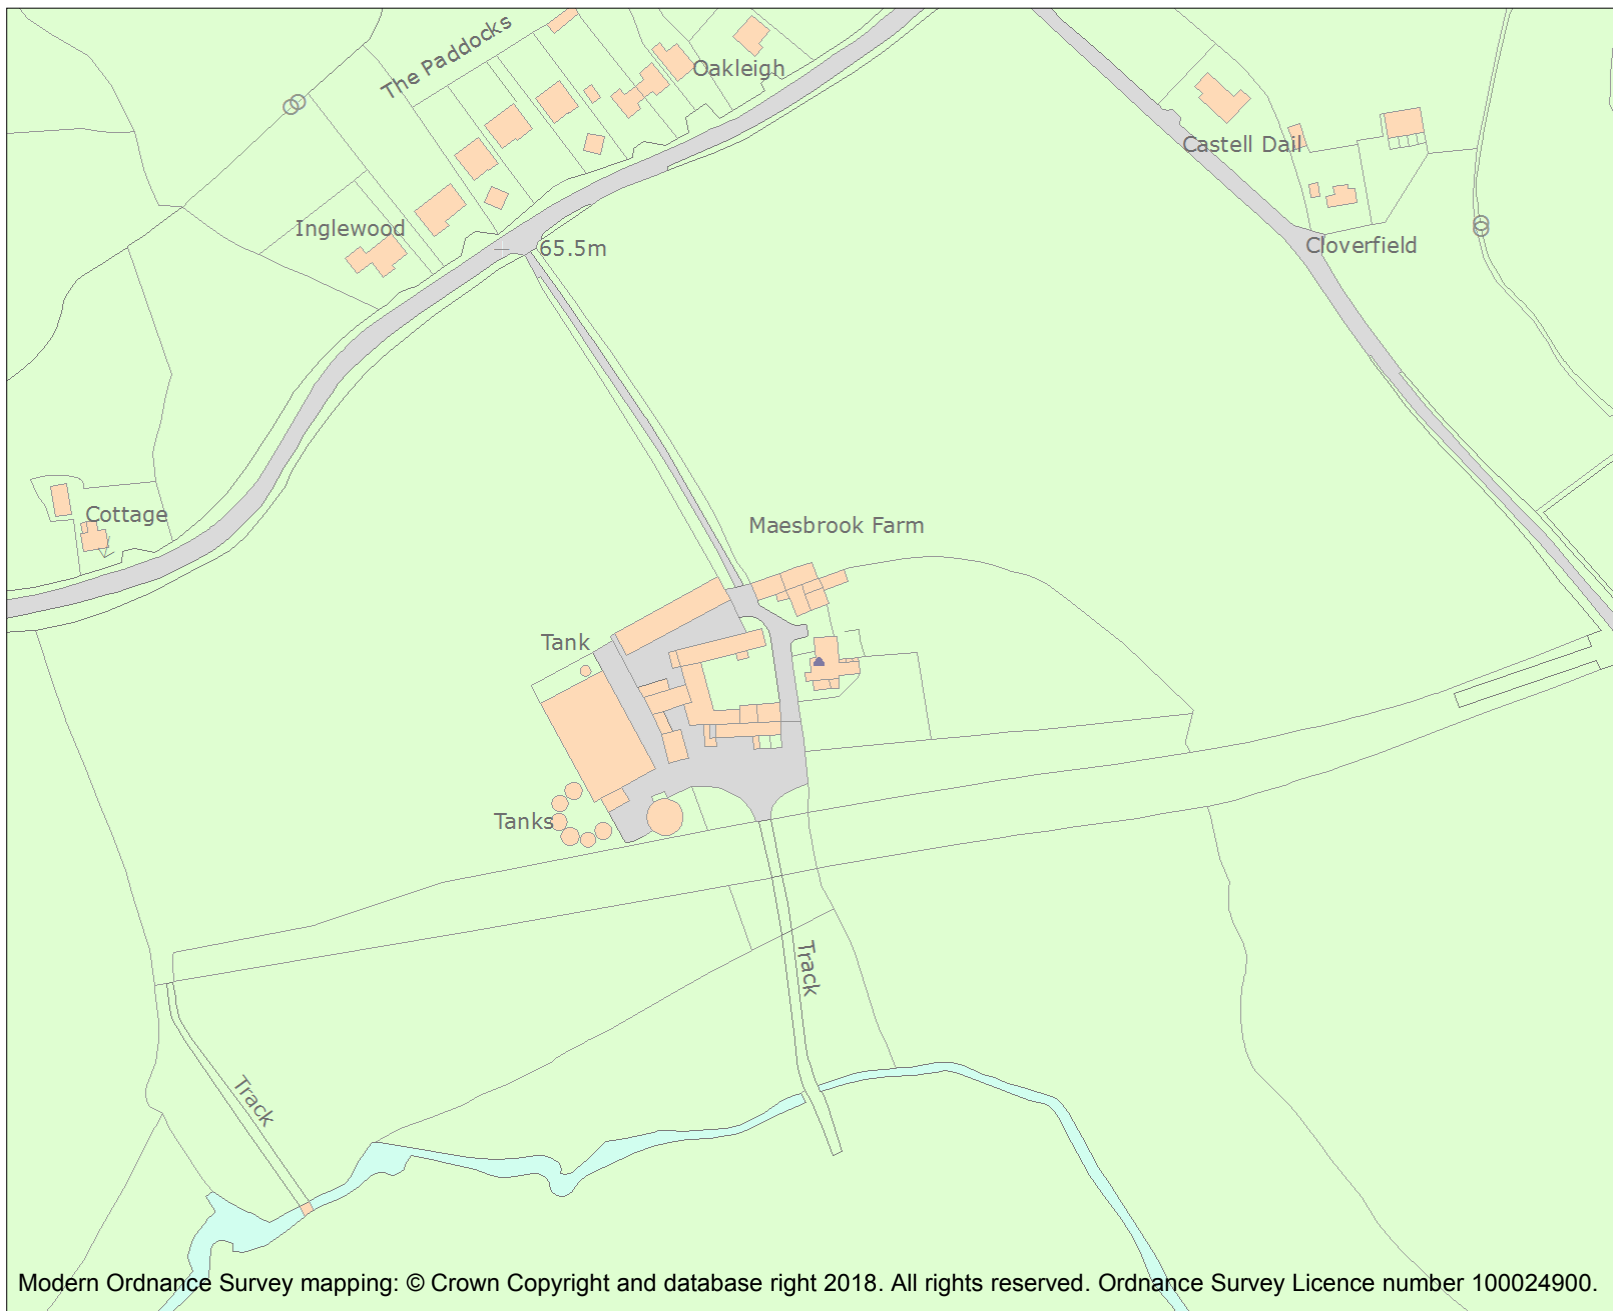 The Paddocks
Oakleigh
Castell Dail
Inglewood
65.5m
Cloverfield
Cottage
Maesbrook Farm
Tank
Tanks
Track
Track
Modern Ordnance Survey mapping: © Crown Copyright and database right 2018. All rights reserved. Ordnance Survey Licence number 100024900.